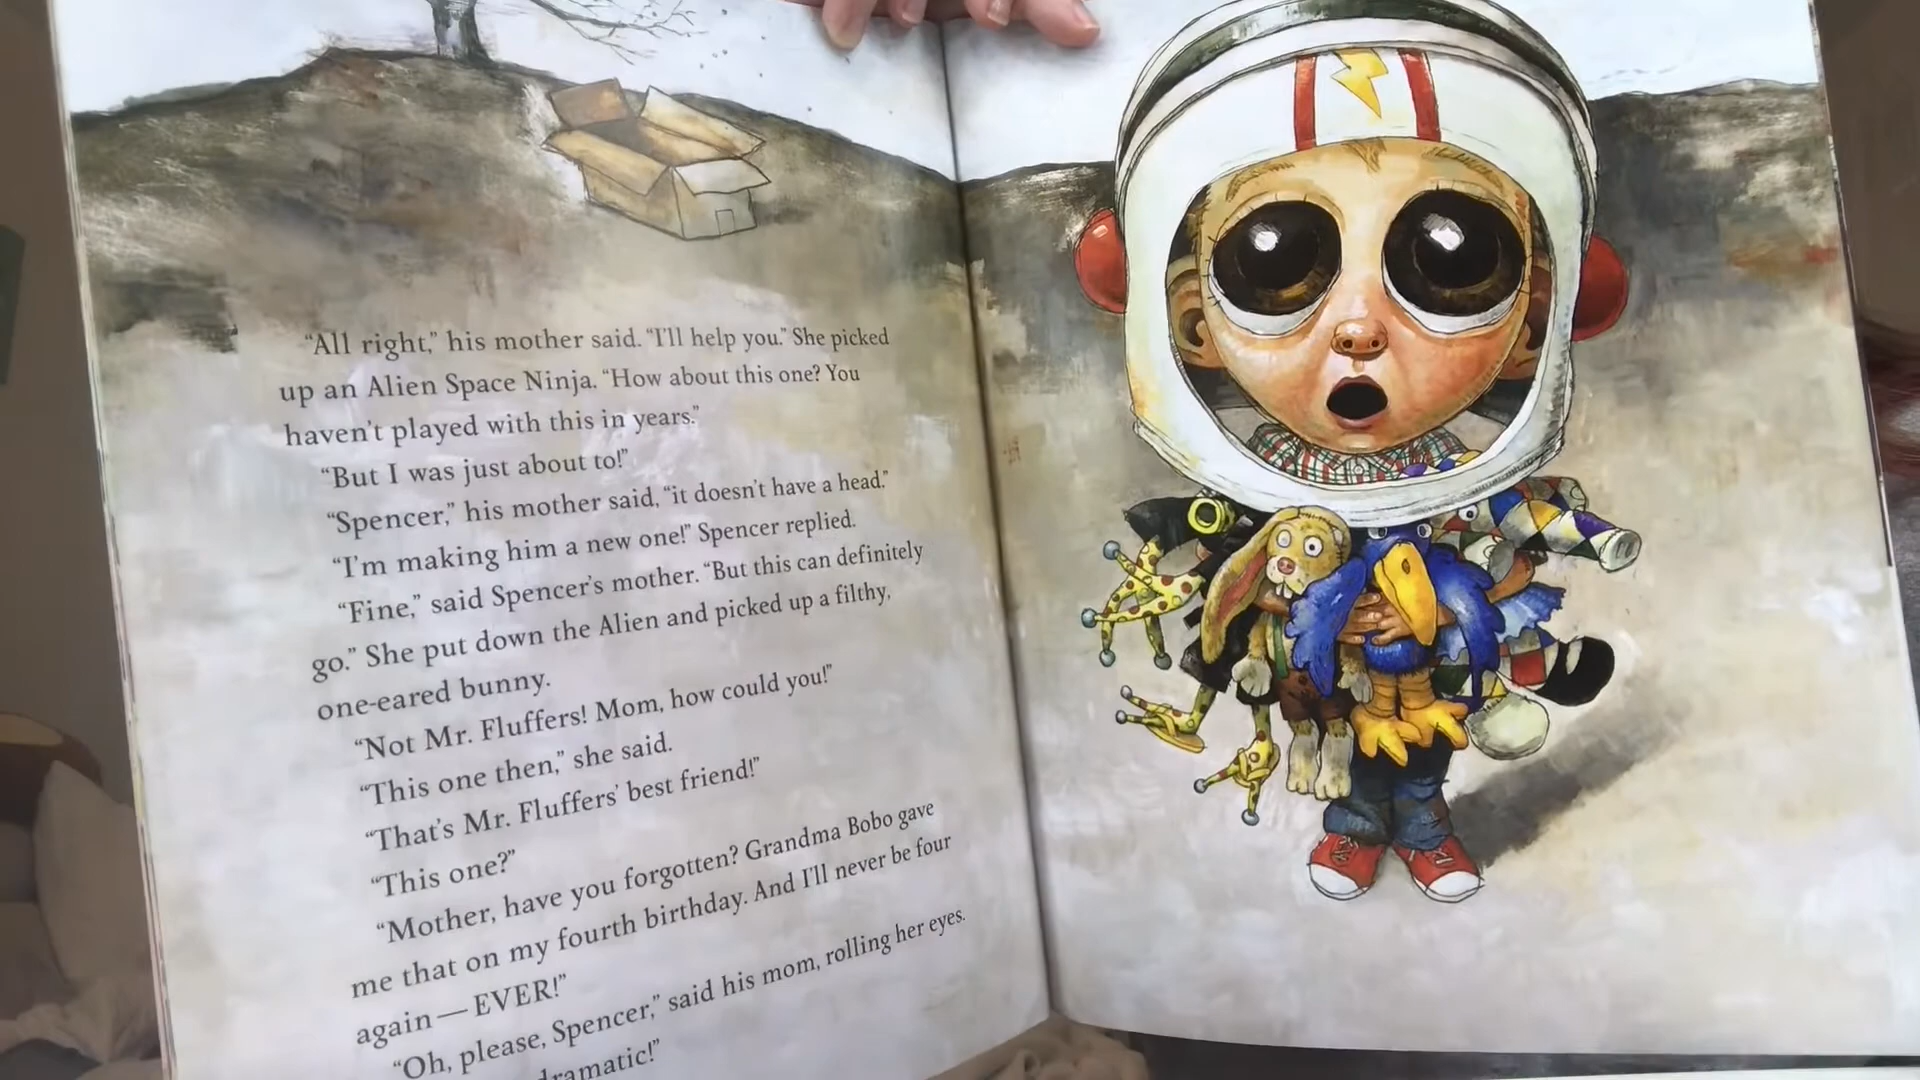 “All right,” his mother said. “I’ll help you.” She picked
up an Alien Space Ninja. “How about this one? You
haven’t played with this in years.”
“But I was just about to!”
“Spencer,” his mother said, “it doesn’t have a head.”
“I’m making him a new one!” Spencer replied.
“Fine,” said Spencer’s mother. “But this can definitely
go.” She put down the Alien and picked up a filthy,
one-eared bunny.
“Not Mr. Fluffers! Mom, how could you!”
“This one then,” she said.
“That’s Mr. Fluffers’ best friend!”
“This one?”
“Mother, have you forgotten? Grandma Bobo gave
me that on my fourth birthday. And I’ll never be four
again — EVER!”
“Oh, please, Spencer,” said his mom, rolling her eyes.
dramatic!”